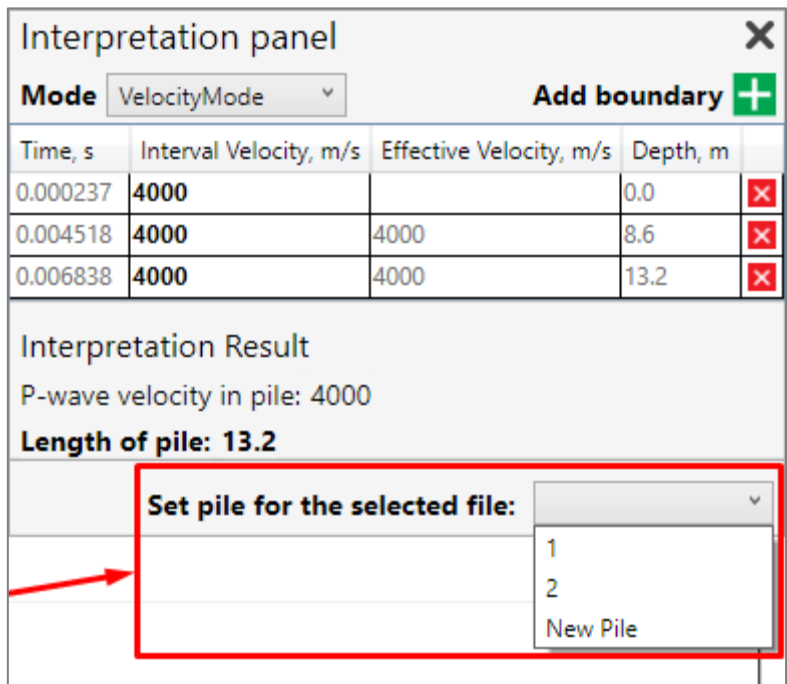 Interpretation panel
Mode VelocityMode Add boundary
Time, s Interval Velocity, m/s Effective Velocity, m/s Depth, m
0.000237 4000 0.0
0.004518 4000 4000 8.6
0.006838 4000 4000 13.2
Interpretation Result
P-wave velocity in pile: 4000
Length of pile: 13.2
Set pile for the selected file:
1
2
New Pile